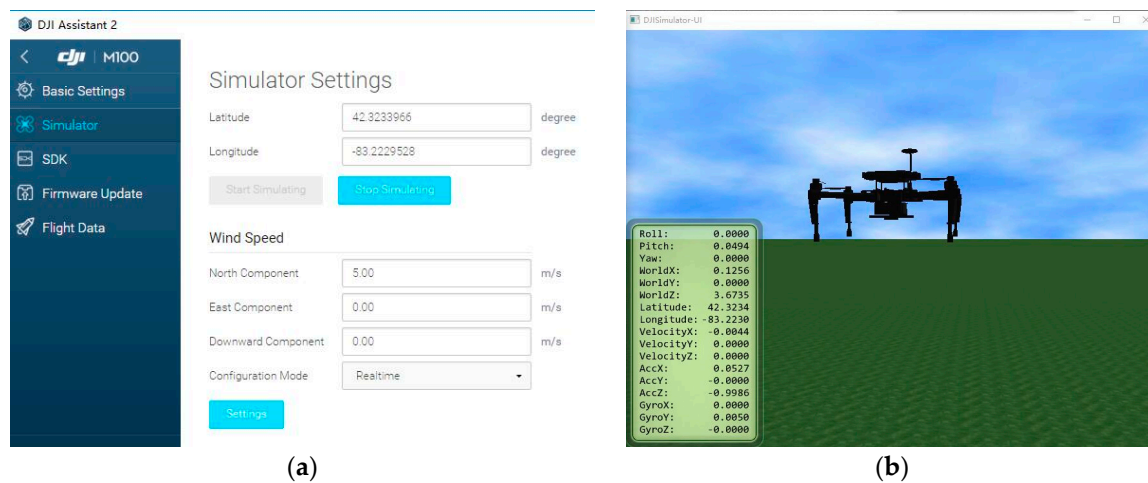 DJI Assistant 2
dji M100
Basic Settings
Simulator
SDK
Firmware Update
Flight Data
Simulator Settings
Latitude 42.3233966 degree
Longitude -83.2229528 degree
Start Simulating Stop Simulating
Wind Speed
North Component 5.00 m/s
East Component 0.00 m/s
Downward Component 0.00 m/s
Configuration Mode Realtime
Settings
(a)
DJISimulator-UI
Roll: 0.0000
Pitch: 0.0494
Yaw: 0.0000
WorldX: 0.1256
WorldY: 0.0000
WorldZ: 3.6735
Latitude: 42.3234
Longitude: -83.2230
VelocityX: -0.0044
VelocityY: 0.0000
VelocityZ: 0.0000
AccX: 0.0527
AccY: -0.0000
AccZ: -0.9986
GyroX: 0.0000
GyroY: 0.0050
GyroZ: -0.0000
(b)